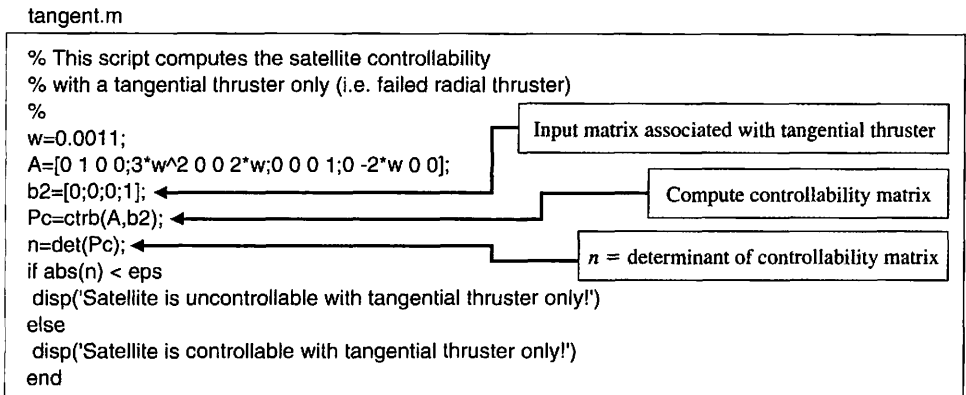 tangent.m
% This script computes the satellite controllability
% with a tangential thruster only (i.e. failed radial thruster)
%
w=0.0011;
A=[0 1 0 0;3*w^2 0 0 2*w;0 0 0 1;0 -2*w 0 0];
b2=[0;0;0;1];
Pc=ctrb(A,b2);
n=det(Pc);
if abs(n) < eps
disp('Satellite is uncontrollable with tangential thruster only!')
else
disp('Satellite is controllable with tangential thruster only!')
end
Input matrix associated with tangential thruster
Compute controllability matrix
n = determinant of controllability matrix